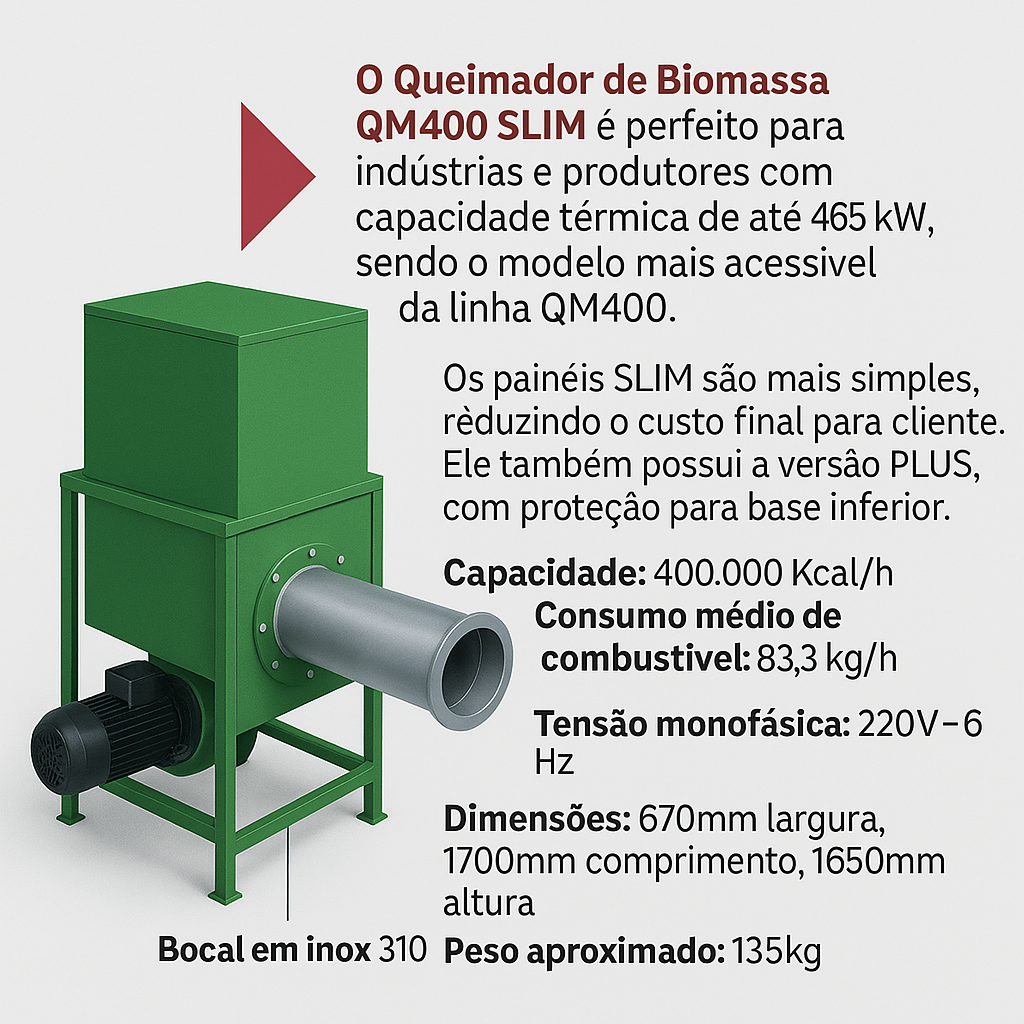 O Queimador de Biomassa
QM400 SLIM é perfeito para
indústrias e produtores com
capacidade térmica de até 465 kW,
sendo o modelo mais acessivel
da linha QM400.
Os painéis SLIM são mais simples,
rèduzindo o custo final para cliente.
Ele também possui a versâo PLUS,
com proteçâo para base inferior.
Capacidade: 400.000 Kcal/h
Consumo médio de
combustivel: 83,3 kg/h
Tensão monofásica: 220V–6
Hz
Dimensões: 670mm largura,
1700mm comprimento, 1650mm
altura
Bocal em inox 310
Peso aproximado: 135kg